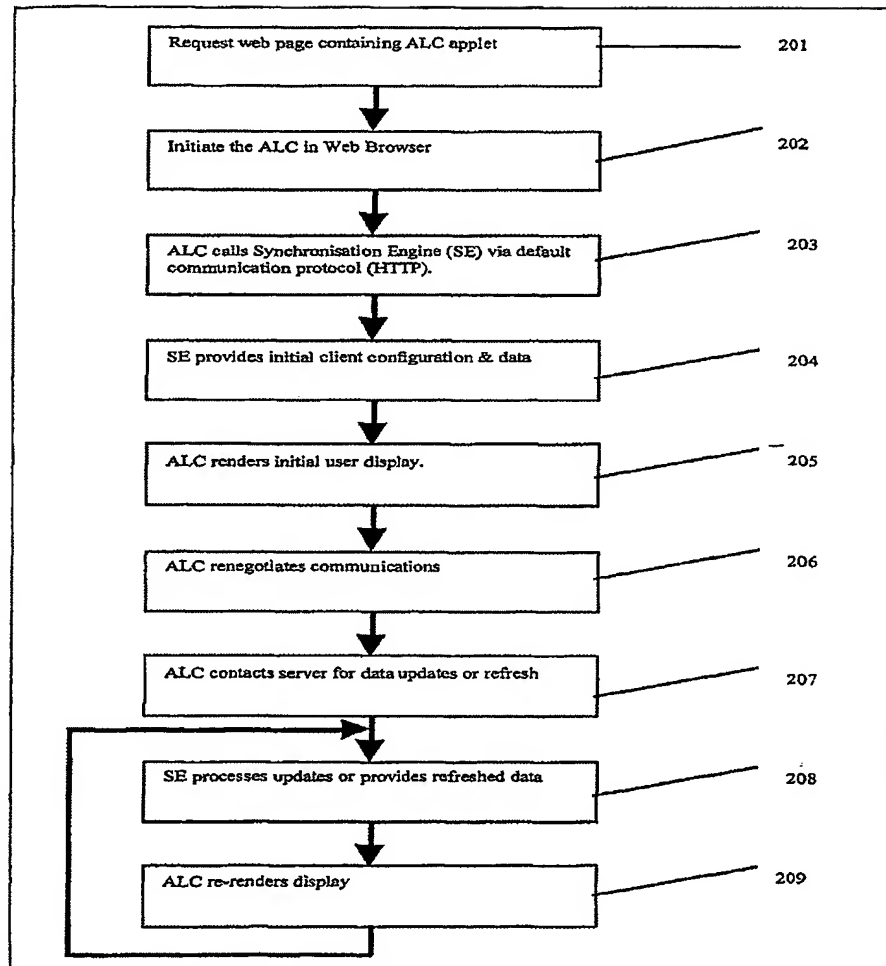 Request web page containing ALC applet
201
Initiate the ALC in Web Browser
202
ALC calls Synchronisation Engine (SE) via default
communication protocol (HTTP).
203
SE provides initial client configuration & data
204
ALC renders initial user display.
205
ALC renegotiates communications
206
ALC contacts server for data updates or refresh
207
SE processes updates or provides refreshed data
208
ALC re-renders display
209